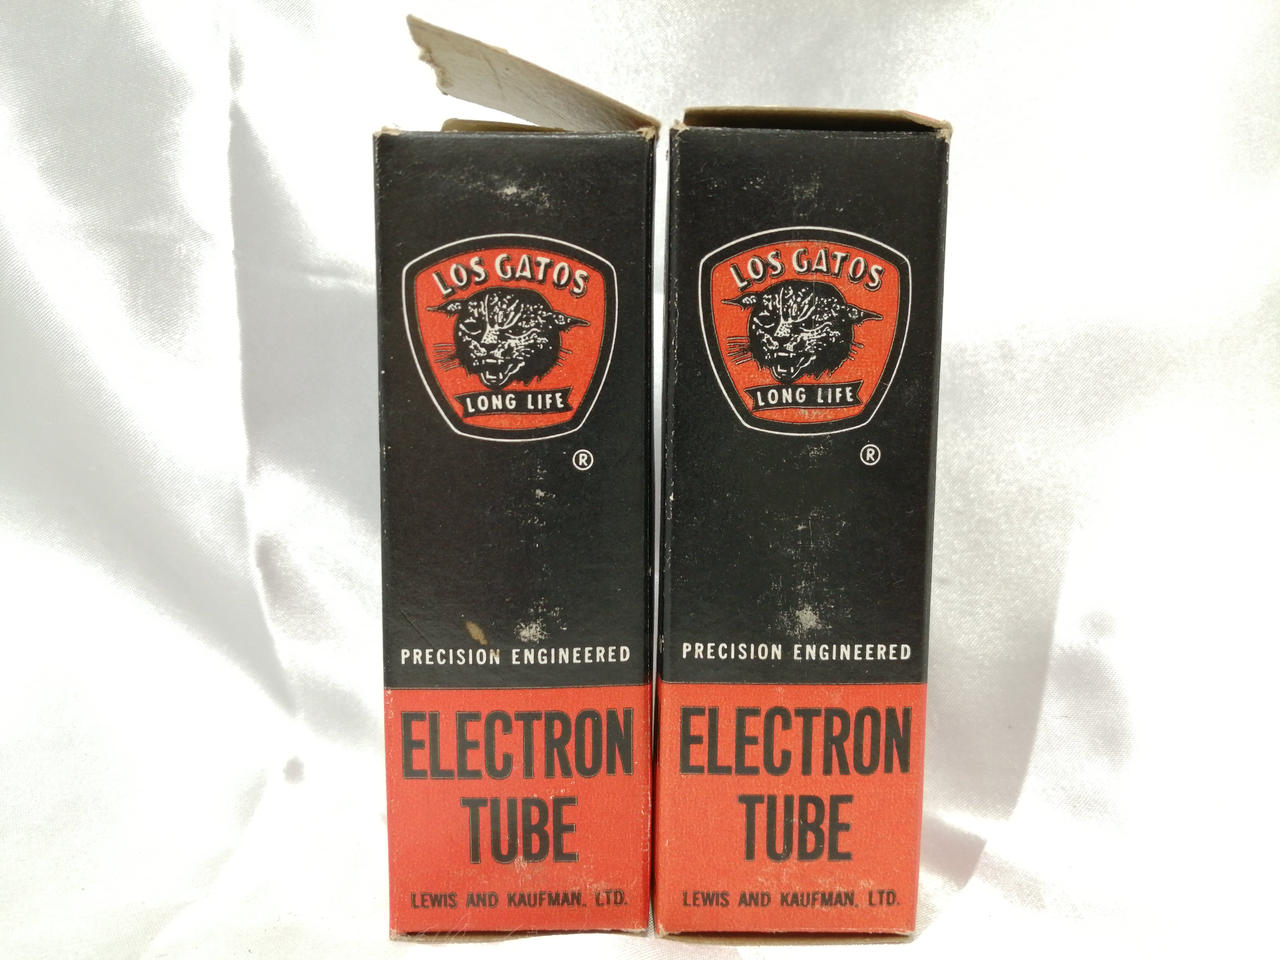 LOS GATOS
LONG LIFE
®
PRECISION ENGINEERED
ELECTRON
TUBE
LEWIS AND KAUFMAN, LTD.
LOS GATOS
LONG LIFE
®
PRECISION ENGINEERED
ELECTRON
TUBE
LEWIS AND KAUFMAN, LTD.